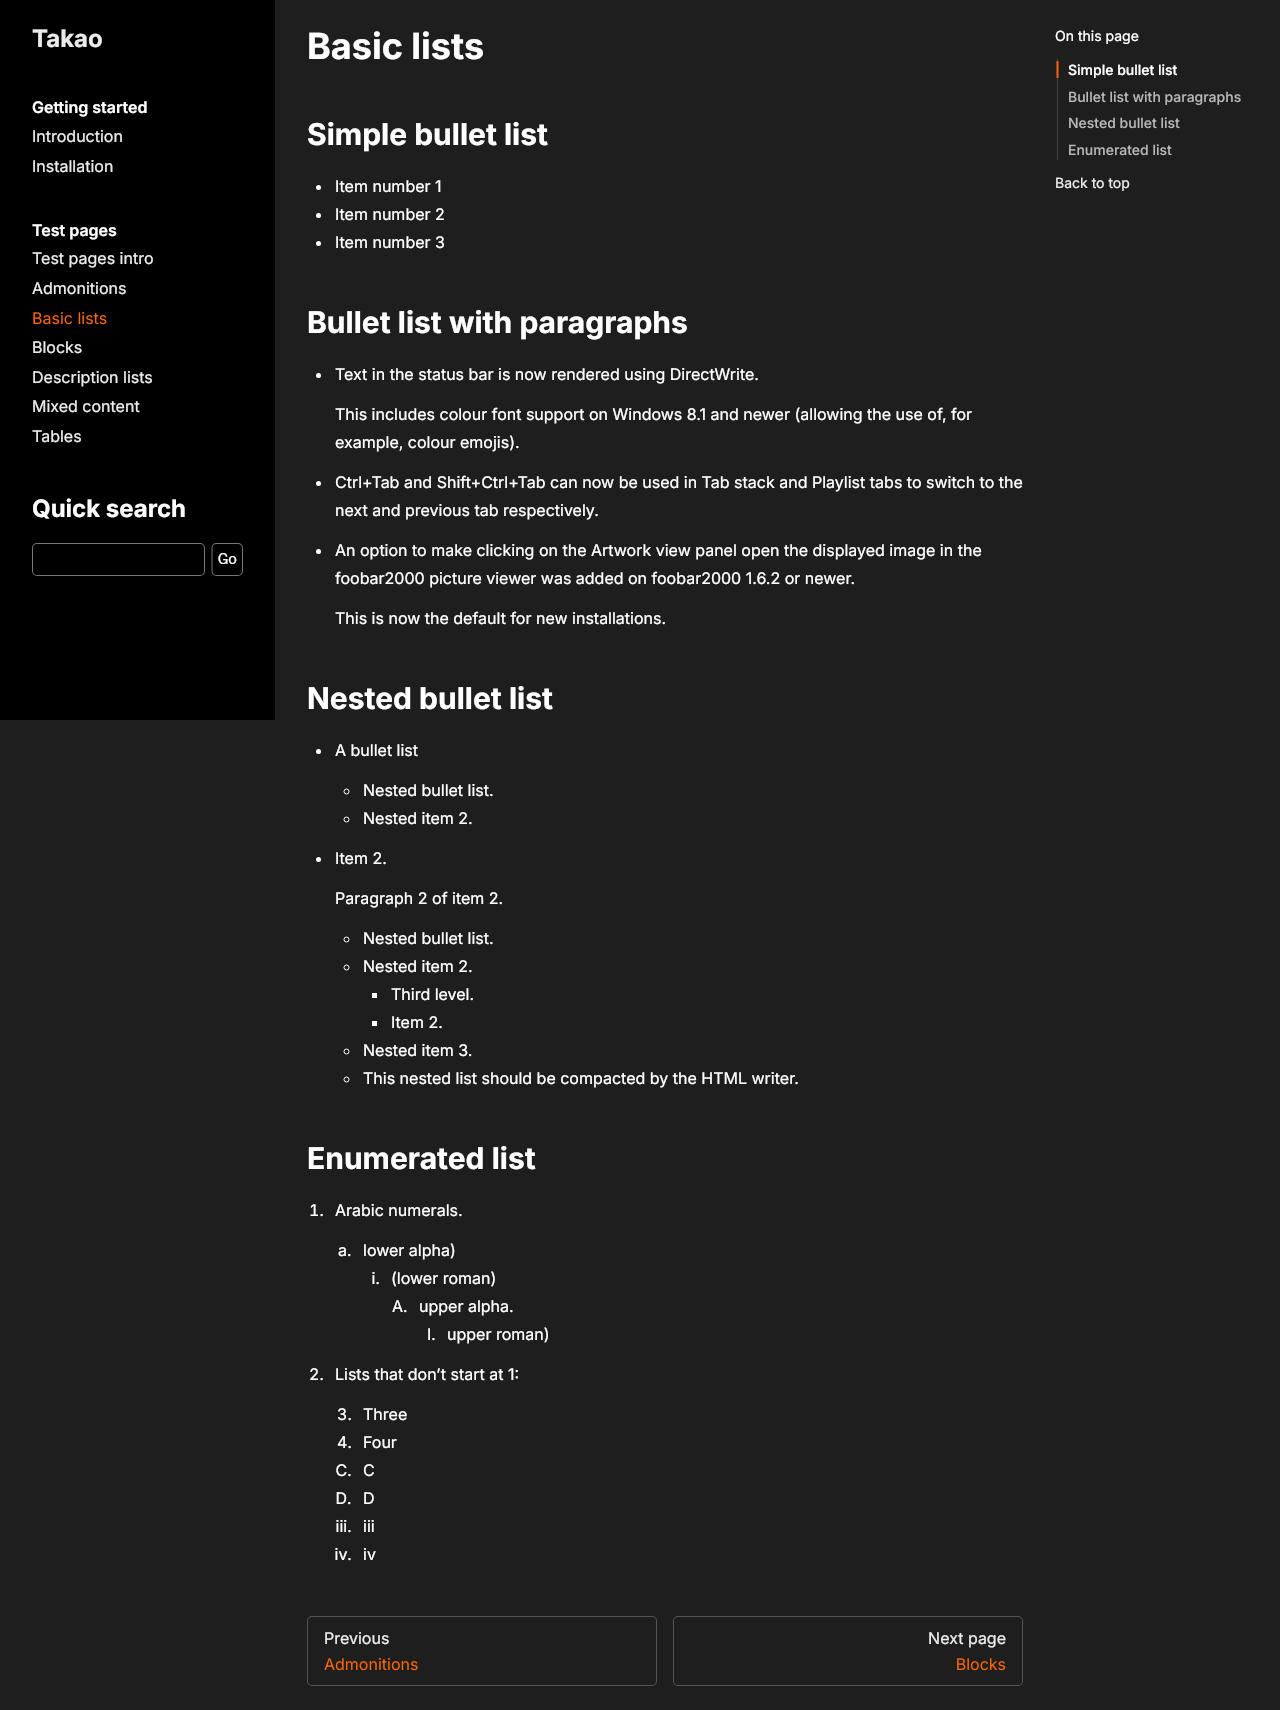 Takao
Getting started
Introduction
Installation
Test pages
Test pages intro
Admonitions
Basic lists
Blocks
Description lists
Mixed content
Tables
Quick search
Go
Basic lists
Simple bullet list
• Item number 1
• Item number 2
• Item number 3
Bullet list with paragraphs
• Text in the status bar is now rendered using DirectWrite.
This includes colour font support on Windows 8.1 and newer (allowing the use of, for
example, colour emojis).
• Ctrl+Tab and Shift+Ctrl+Tab can now be used in Tab stack and Playlist tabs to switch to the
next and previous tab respectively.
• An option to make clicking on the Artwork view panel open the displayed image in the
foobar2000 picture viewer was added on foobar2000 1.6.2 or newer.
This is now the default for new installations.
Nested bullet list
• A bullet list
◦ Nested bullet list.
◦ Nested item 2.
• Item 2.
Paragraph 2 of item 2.
◦ Nested bullet list.
◦ Nested item 2.
▪ Third level.
▪ Item 2.
◦ Nested item 3.
◦ This nested list should be compacted by the HTML writer.
Enumerated list
1. Arabic numerals.
a. lower alpha)
i. (lower roman)
A. upper alpha.
I. upper roman)
2. Lists that don’t start at 1:
3. Three
4. Four
C. C
D. D
iii. iii
iv. iv
Previous
Admonitions
Next page
Blocks
On this page
Simple bullet list
Bullet list with paragraphs
Nested bullet list
Enumerated list
Back to top